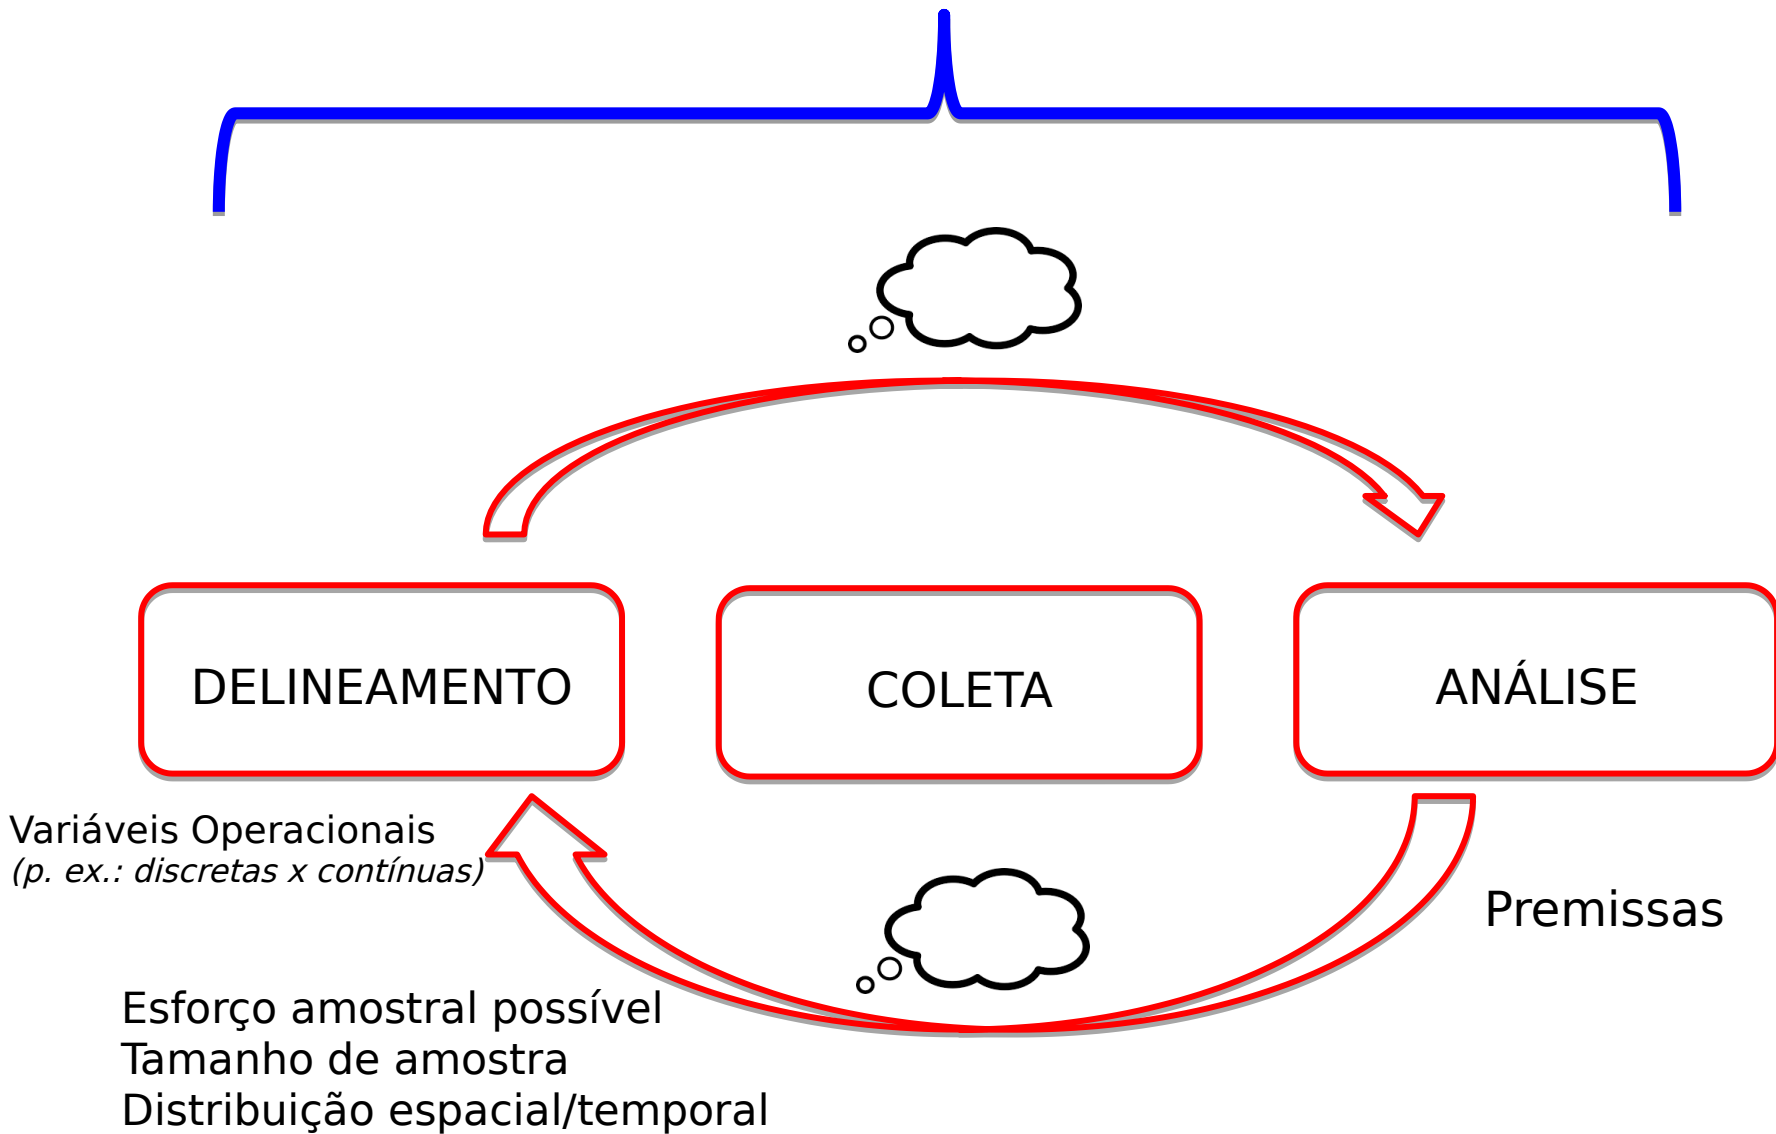 DELINEAMENTO
COLETA
ANÁLISE
Variáveis Operacionais
(p. ex.: discretas x contínuas)
Premissas
Esforço amostral possível
Tamanho de amostra
Distribuição espacial/temporal